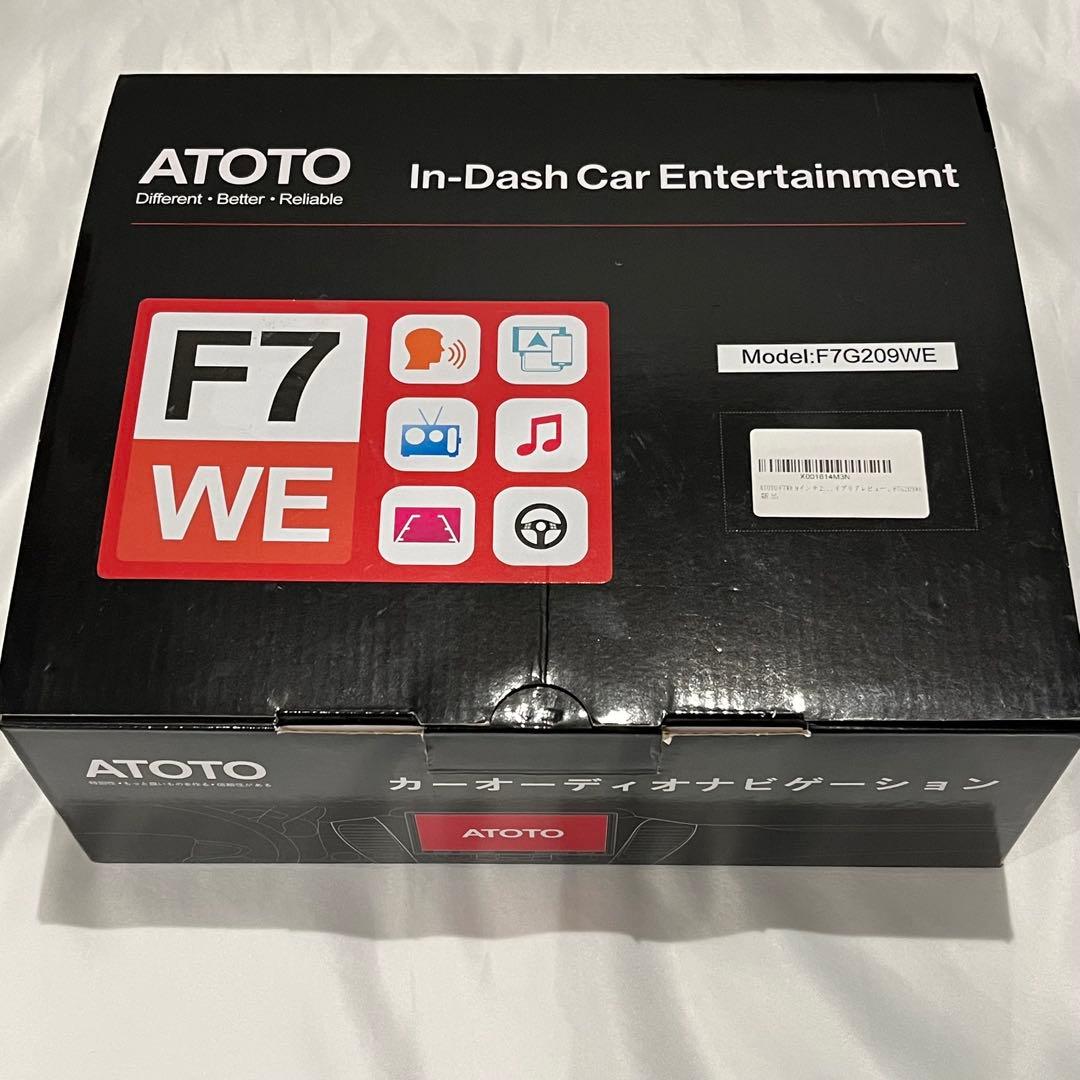 ATOTO
Different • Better • Reliable
In-Dash Car Entertainment
F7
WE
Model:F7G209WE
X001814M3N
ATOTO
カーオーディオナビゲーション
ATOTO